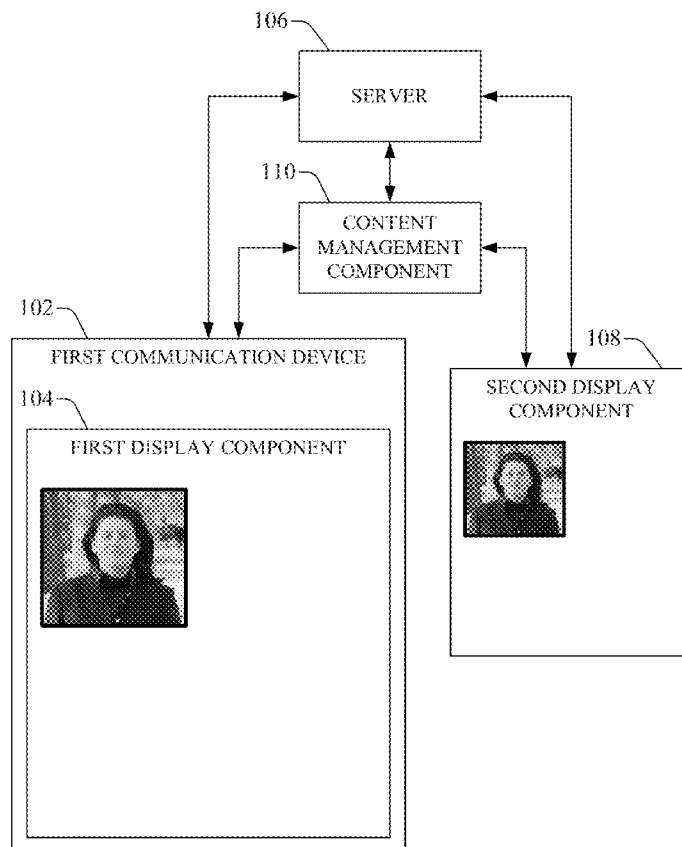 106
SERVER
110
CONTENT
MANAGEMENT
COMPONENT
102
FIRST COMMUNICATION DEVICE
108
SECOND DISPLAY
COMPONENT
104
FIRST DISPLAY COMPONENT